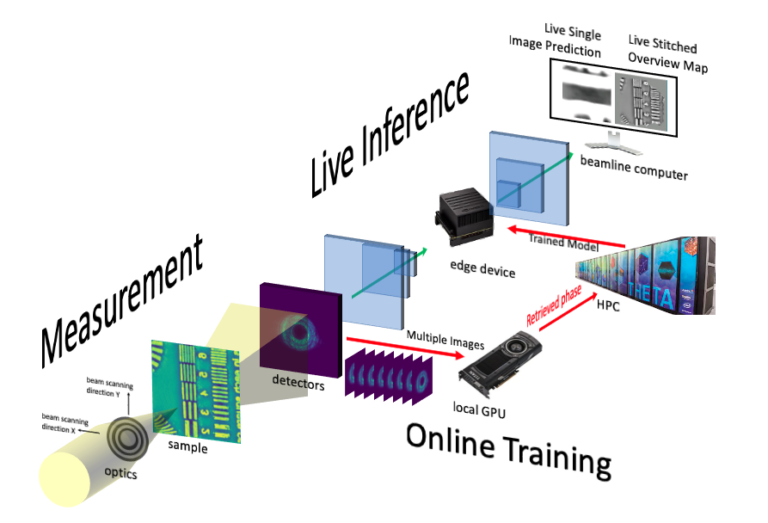 Live Single
Image Prediction
Live Stitched
Overview Map
Live Inference
beamline computer
Trained Model
edge device
Measurement
THETA
HPC
Retrieved phase
Multiple Images
detectors
local GPU
beam scanning
direction Y
beam scanning
direction X
sample
optics
Online Training